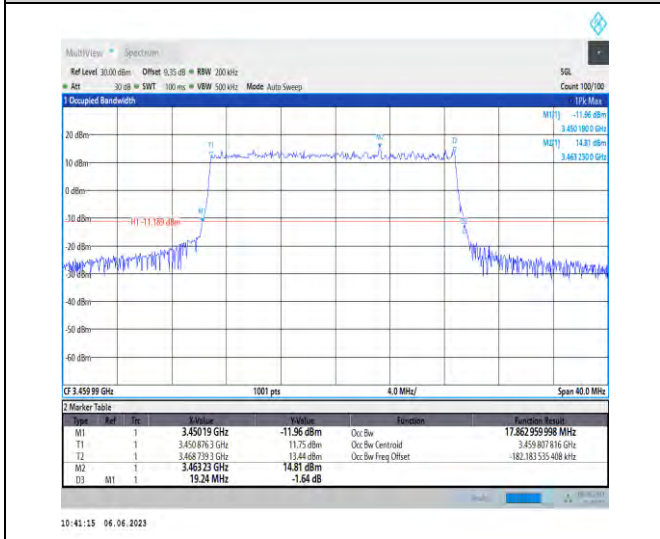 MultiView Spectrum
Ref Level 30.00 dBm Offset 9.35 dB RBW 200 kHz SGL
Att 30 dB SWT 100 ms VBW 500 kHz Mode Auto Sweep Count 100/100
1 Occupied Bandwidth 1Pk Max
M1[1] -11.96 dBm
3.450 190 0 GHz
20 dBm
M2[1] 14.81 dBm
3.463 230 0 GHz
T1
M2
10 dBm
0 dBm
M1
-10 dBm
H1 -11.189 dBm
D3
-20 dBm
-30 dBm
-40 dBm
-50 dBm
-60 dBm
CF 3.459 99 GHz 1001 pts 4.0 MHz/ Span 40.0 MHz
2 Marker Table
Type Ref Trc X-Value Y-Value Function Function Result
M1 1 3.45019 GHz -11.96 dBm Occ Bw 17.862 959 998 MHz
T1 1 3.450 876 3 GHz 11.75 dBm Occ Bw Centroid 3.459 807 816 GHz
T2 1 3.468 739 3 GHz 13.44 dBm Occ Bw Freq Offset -182.183 535 408 kHz
M2 1 3.46323 GHz 14.81 dBm
D3 M1 1 19.24 MHz -1.64 dB
10:41:15 06.06.2023